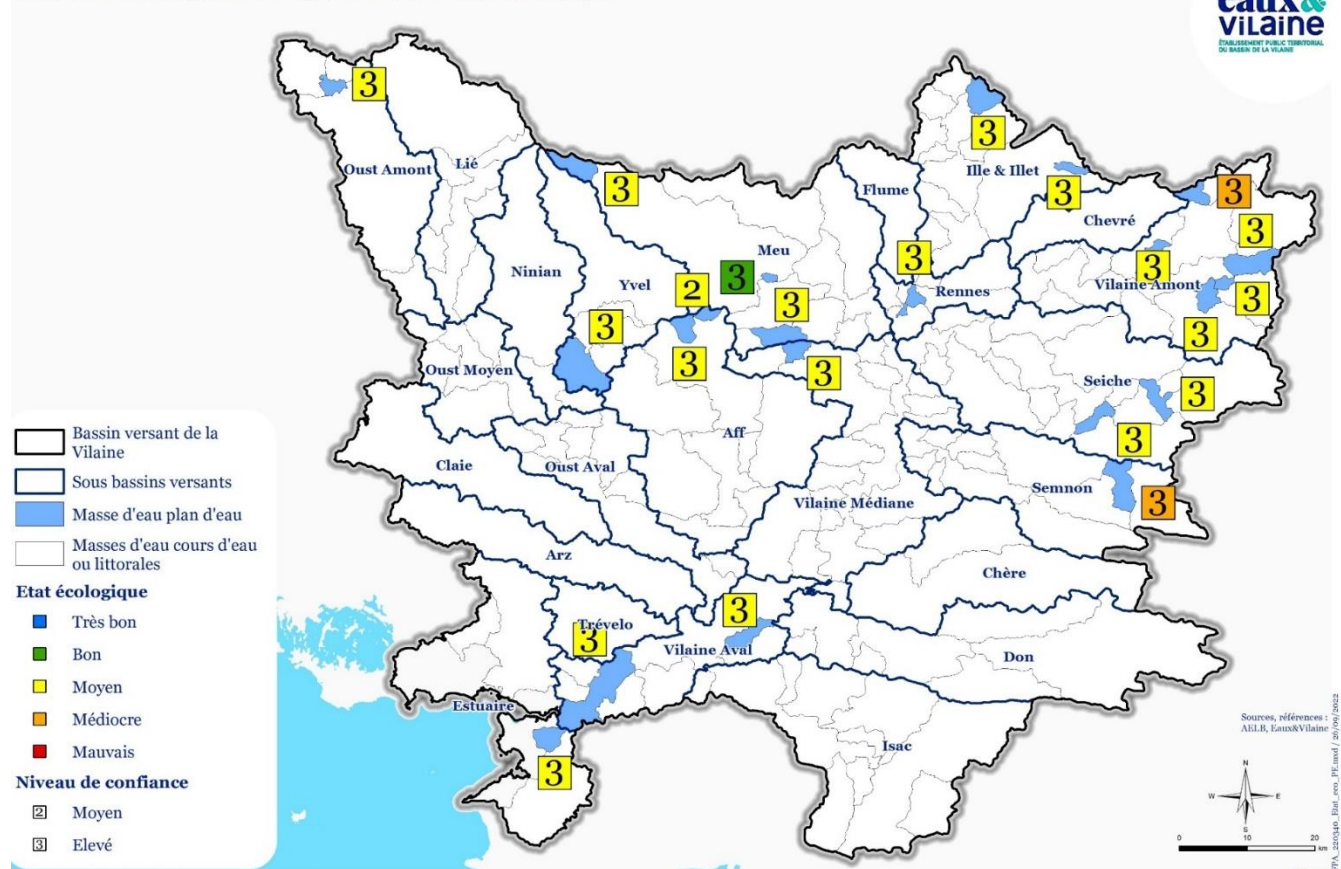 eaux&
vilaine
ÉTABLISSEMENT PUBLIC TERRITORIAL
DU BASSIN DE LA VILAINE
3
3
Oust Amont
Lié
3
Ille & Illet
Flume
3
3
3
Chevré
3
Meu
3
Ninian
Yvel
2
3
3
Rennes
3
Vilaine Amont
3
3
3
3
3
3
Oust Moyen
Seiche
3
3
Aff
Claie
Oust Aval
Vilaine Médiane
Semnon
3
Arz
Chère
3
Trévelo
3
Vilaine Aval
Don
Estuaire
Isac
3
Bassin versant de la
Vilaine
Sous bassins versants
Masse d'eau plan d'eau
Masses d'eau cours d'eau
ou littorales
Etat écologique
Très bon
Bon
Moyen
Médiocre
Mauvais
Niveau de confiance
2 Moyen
3 Elevé
Sources, références :
AELB, Eaux&Vilaine
N
W E
S
0 10 20
km